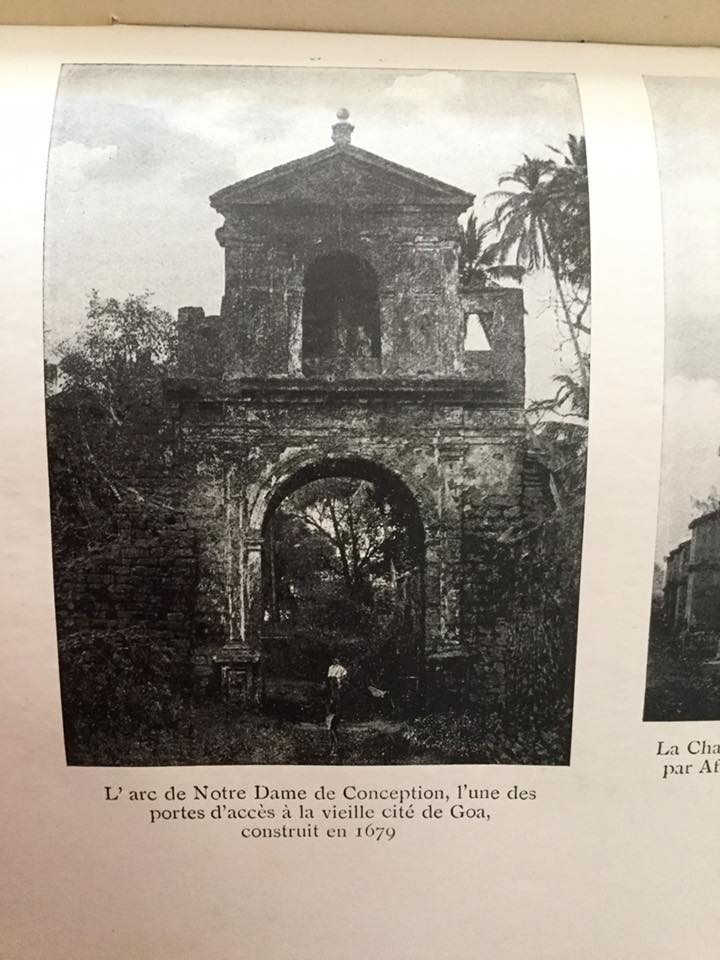 L' arc de Notre Dame de Conception, l'une des
portes d'accès à la vieille cité de Goa,
construit en 1679
La Cha
par Af